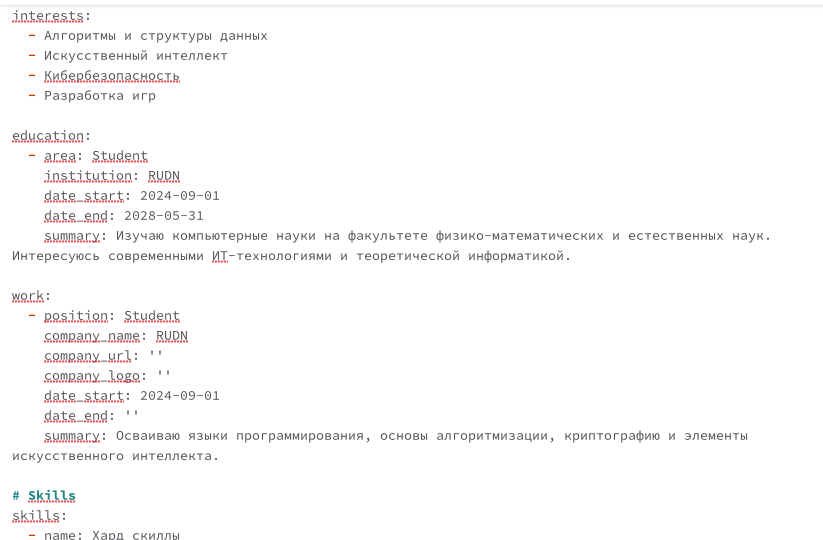 interests:
- Алгоритмы и структуры данных
- Искусственный интеллект
- Кибербезопасность
- Разработка игр
education:
- area: Student
institution: RUDN
date_start: 2024-09-01
date_end: 2028-05-31
summary: Изучаю компьютерные науки на факультете физико-математических и естественных наук.
Интересуюсь современными ИТ-технологиями и теоретической информатикой.
work:
- position: Student
company_name: RUDN
company_url: ''
company_logo: ''
date_start: 2024-09-01
date_end: ''
summary: Осваиваю языки программирования, основы алгоритмизации, криптографию и элементы
искусственного интеллекта.
# Skills
skills:
- name: Хард скиллы